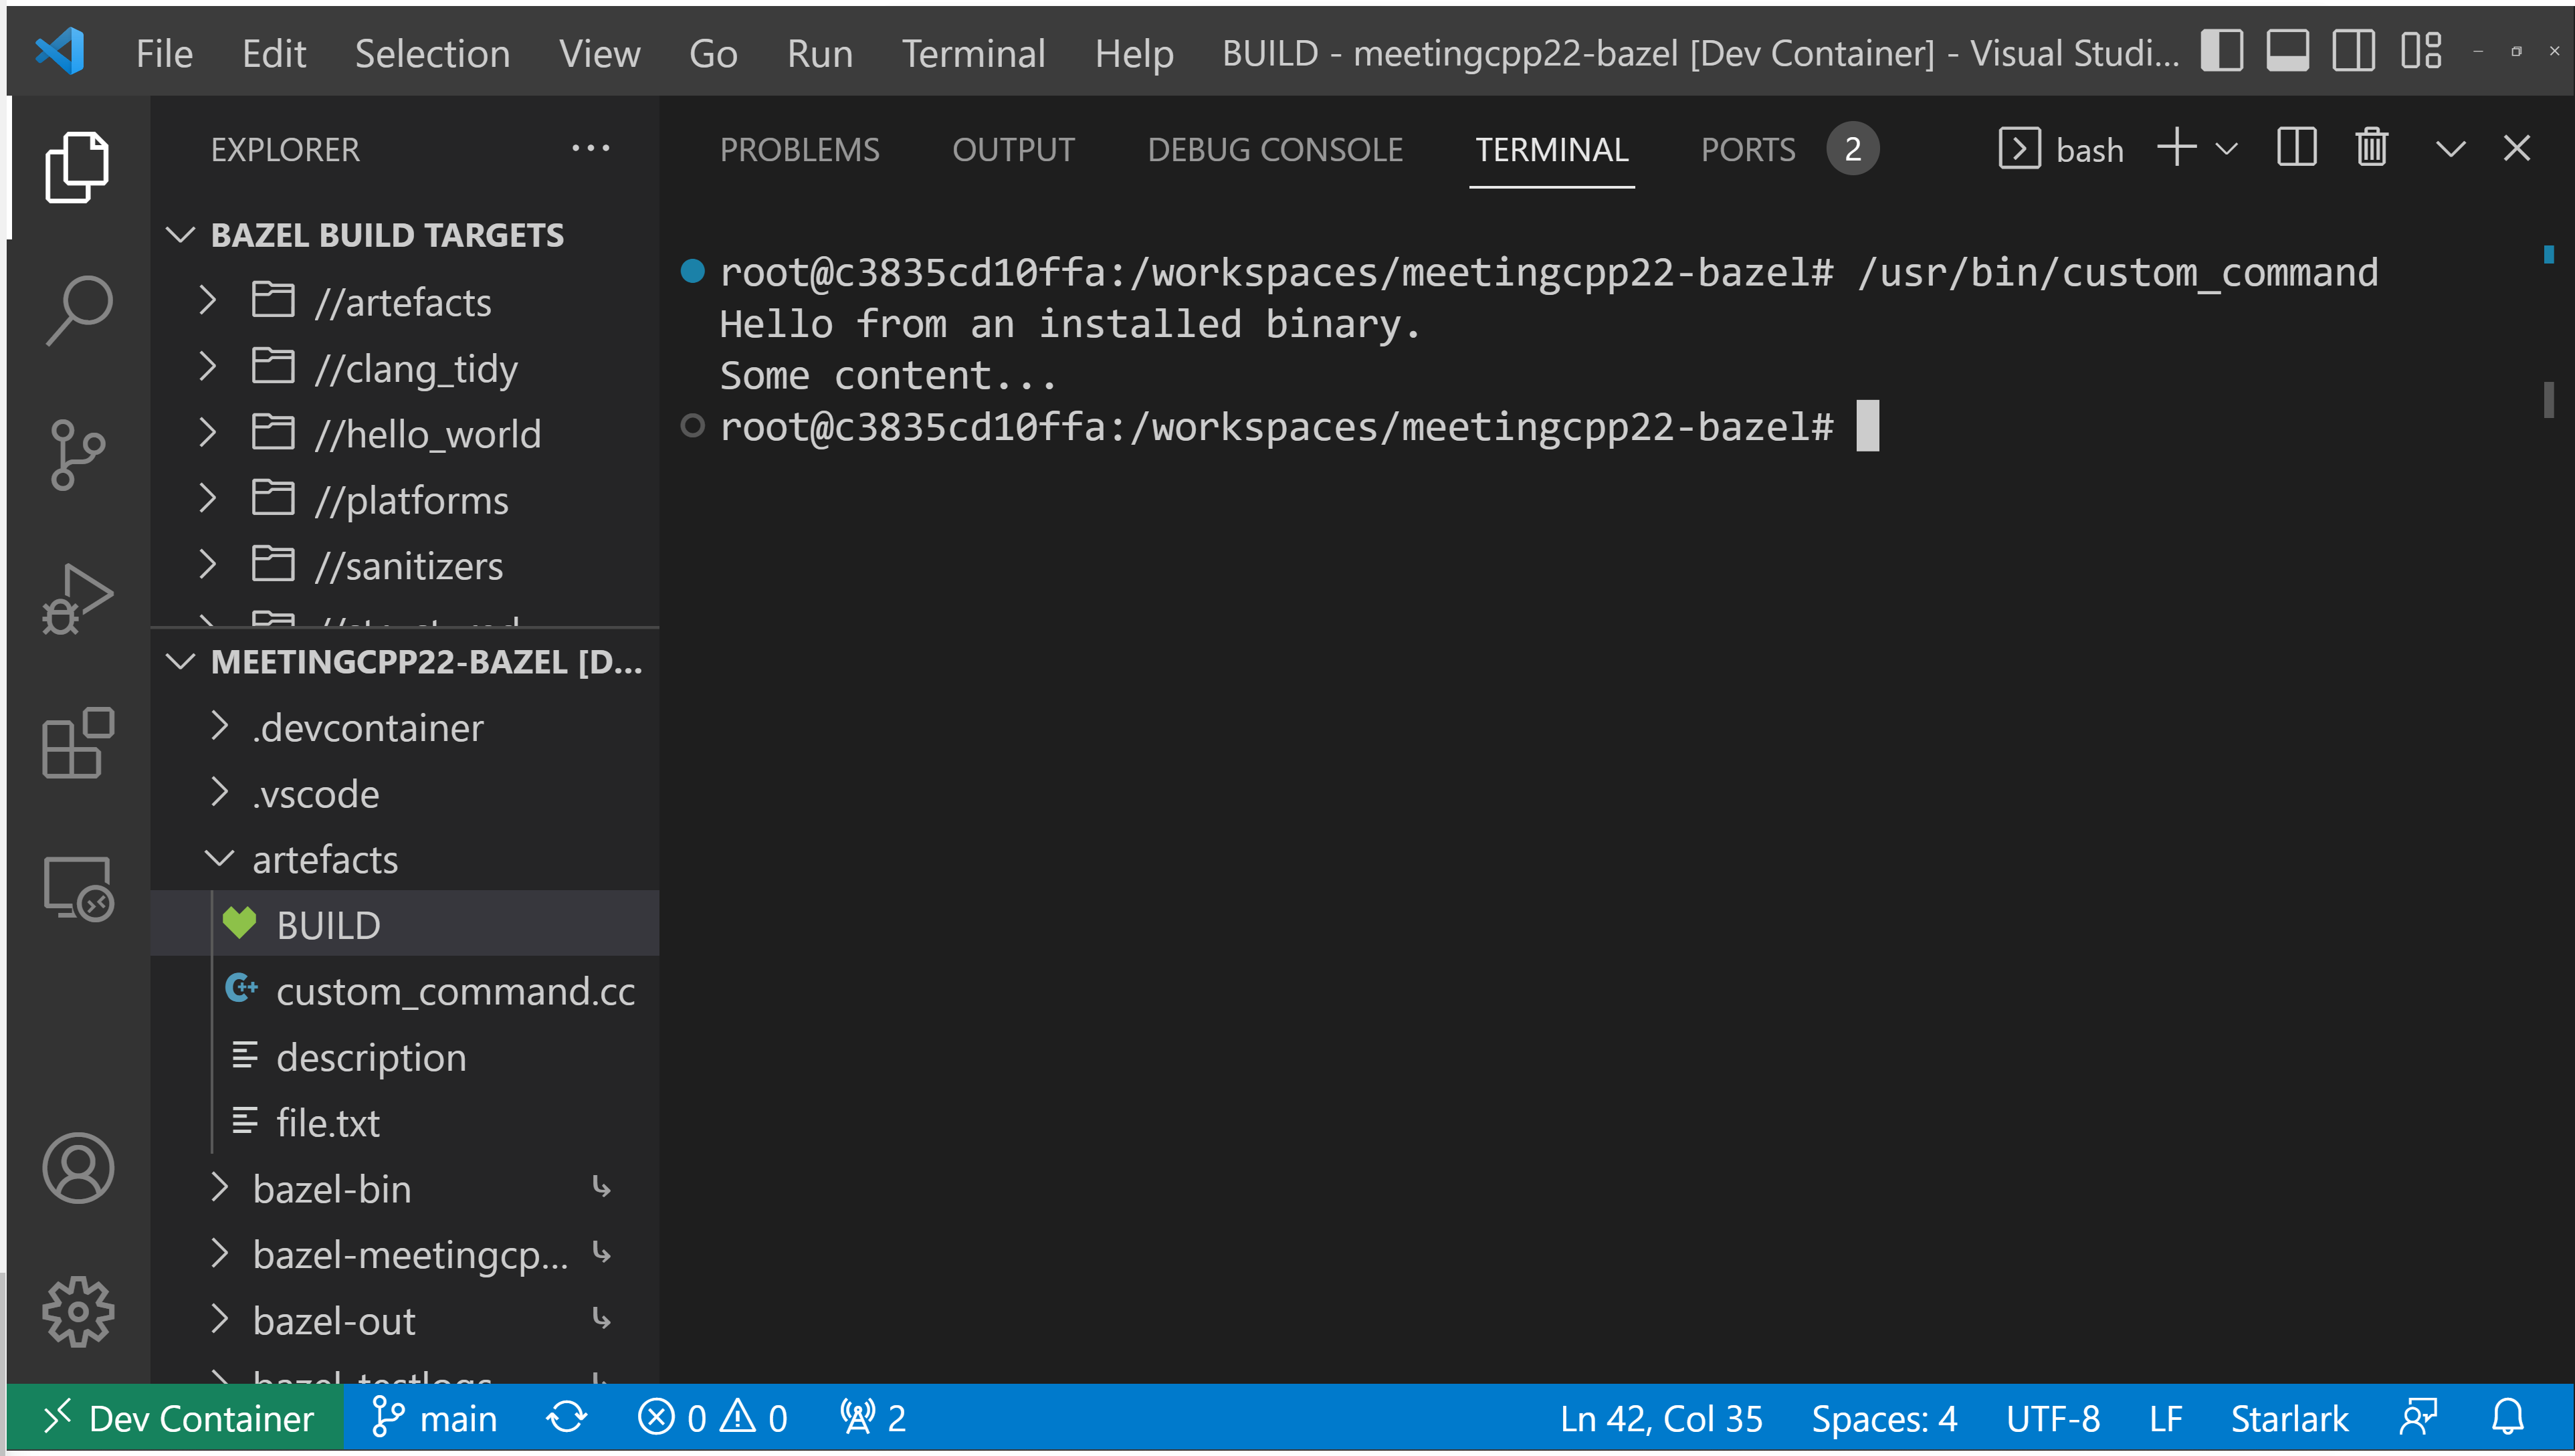 File Edit Selection View Go Run Terminal Help BUILD - meetingcpp22-bazel [Dev Container] - Visual Studi...
EXPLORER
BAZEL BUILD TARGETS
//artefacts
//clang_tidy
//hello_world
//platforms
//sanitizers
MEETINGCPP22-BAZEL [D...
.devcontainer
.vscode
artefacts
BUILD
custom_command.cc
description
file.txt
bazel-bin
bazel-meetingcp...
bazel-out
bazel-testlogs
PROBLEMS OUTPUT DEBUG CONSOLE TERMINAL PORTS 2 bash
root@c3835cd10ffa:/workspaces/meetingcpp22-bazel# /usr/bin/custom_command
Hello from an installed binary.
Some content...
root@c3835cd10ffa:/workspaces/meetingcpp22-bazel#
Dev Container main 0 0 2 Ln 42, Col 35 Spaces: 4 UTF-8 LF Starlark